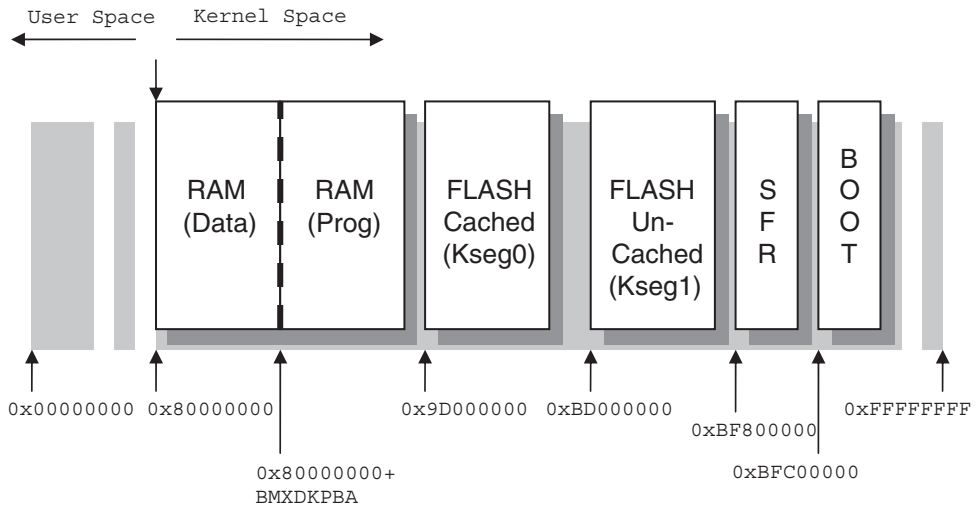 User Space
Kernel Space
RAM
(Data)
RAM
(Prog)
FLASH
Cached
(Kseg0)
FLASH
Un-
Cached
(Kseg1)
S
F
R
B
O
O
T
0x00000000
0x80000000
0x9D000000
0xBD000000
0xFFFFFFFF
0xBF800000
0xBFC00000
0x80000000+
BMXDKPBA